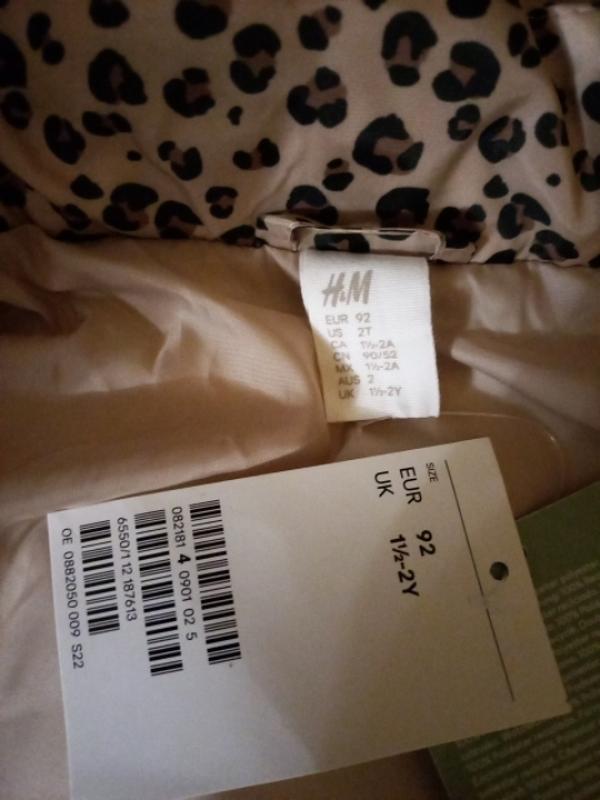 H&M
EUR 92
US 2T
CA 1½-2A
CN 90/52
MX 1½-2A
AUS 2
UK 1½-2Y
SIZE
EUR 92
UK 1½-2Y
082181 4 0901 02 5
6550/112 187613
OE 0882050 009 S22